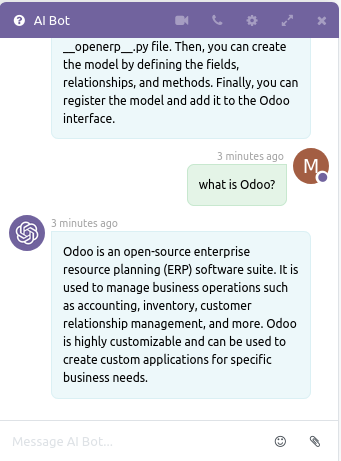 AI Bot
__openerp__.py file. Then, you can create
the model by defining the fields,
relationships, and methods. Finally, you can
register the model and add it to the Odoo
interface.
3 minutes ago
M
what is Odoo?
3 minutes ago
Odoo is an open-source enterprise
resource planning (ERP) software suite. It is
used to manage business operations such
as accounting, inventory, customer
relationship management, and more. Odoo
is highly customizable and can be used to
create custom applications for specific
business needs.
Message AI Bot...